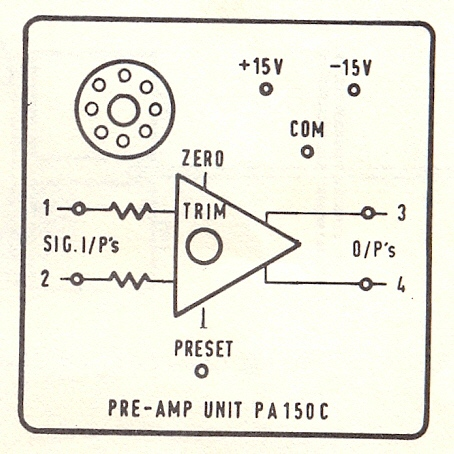 +15V -15V
COM
ZERO
1 TRIM 3
SIG.I/P's O/P's
2 4
PRESET
PRE-AMP UNIT PA150C